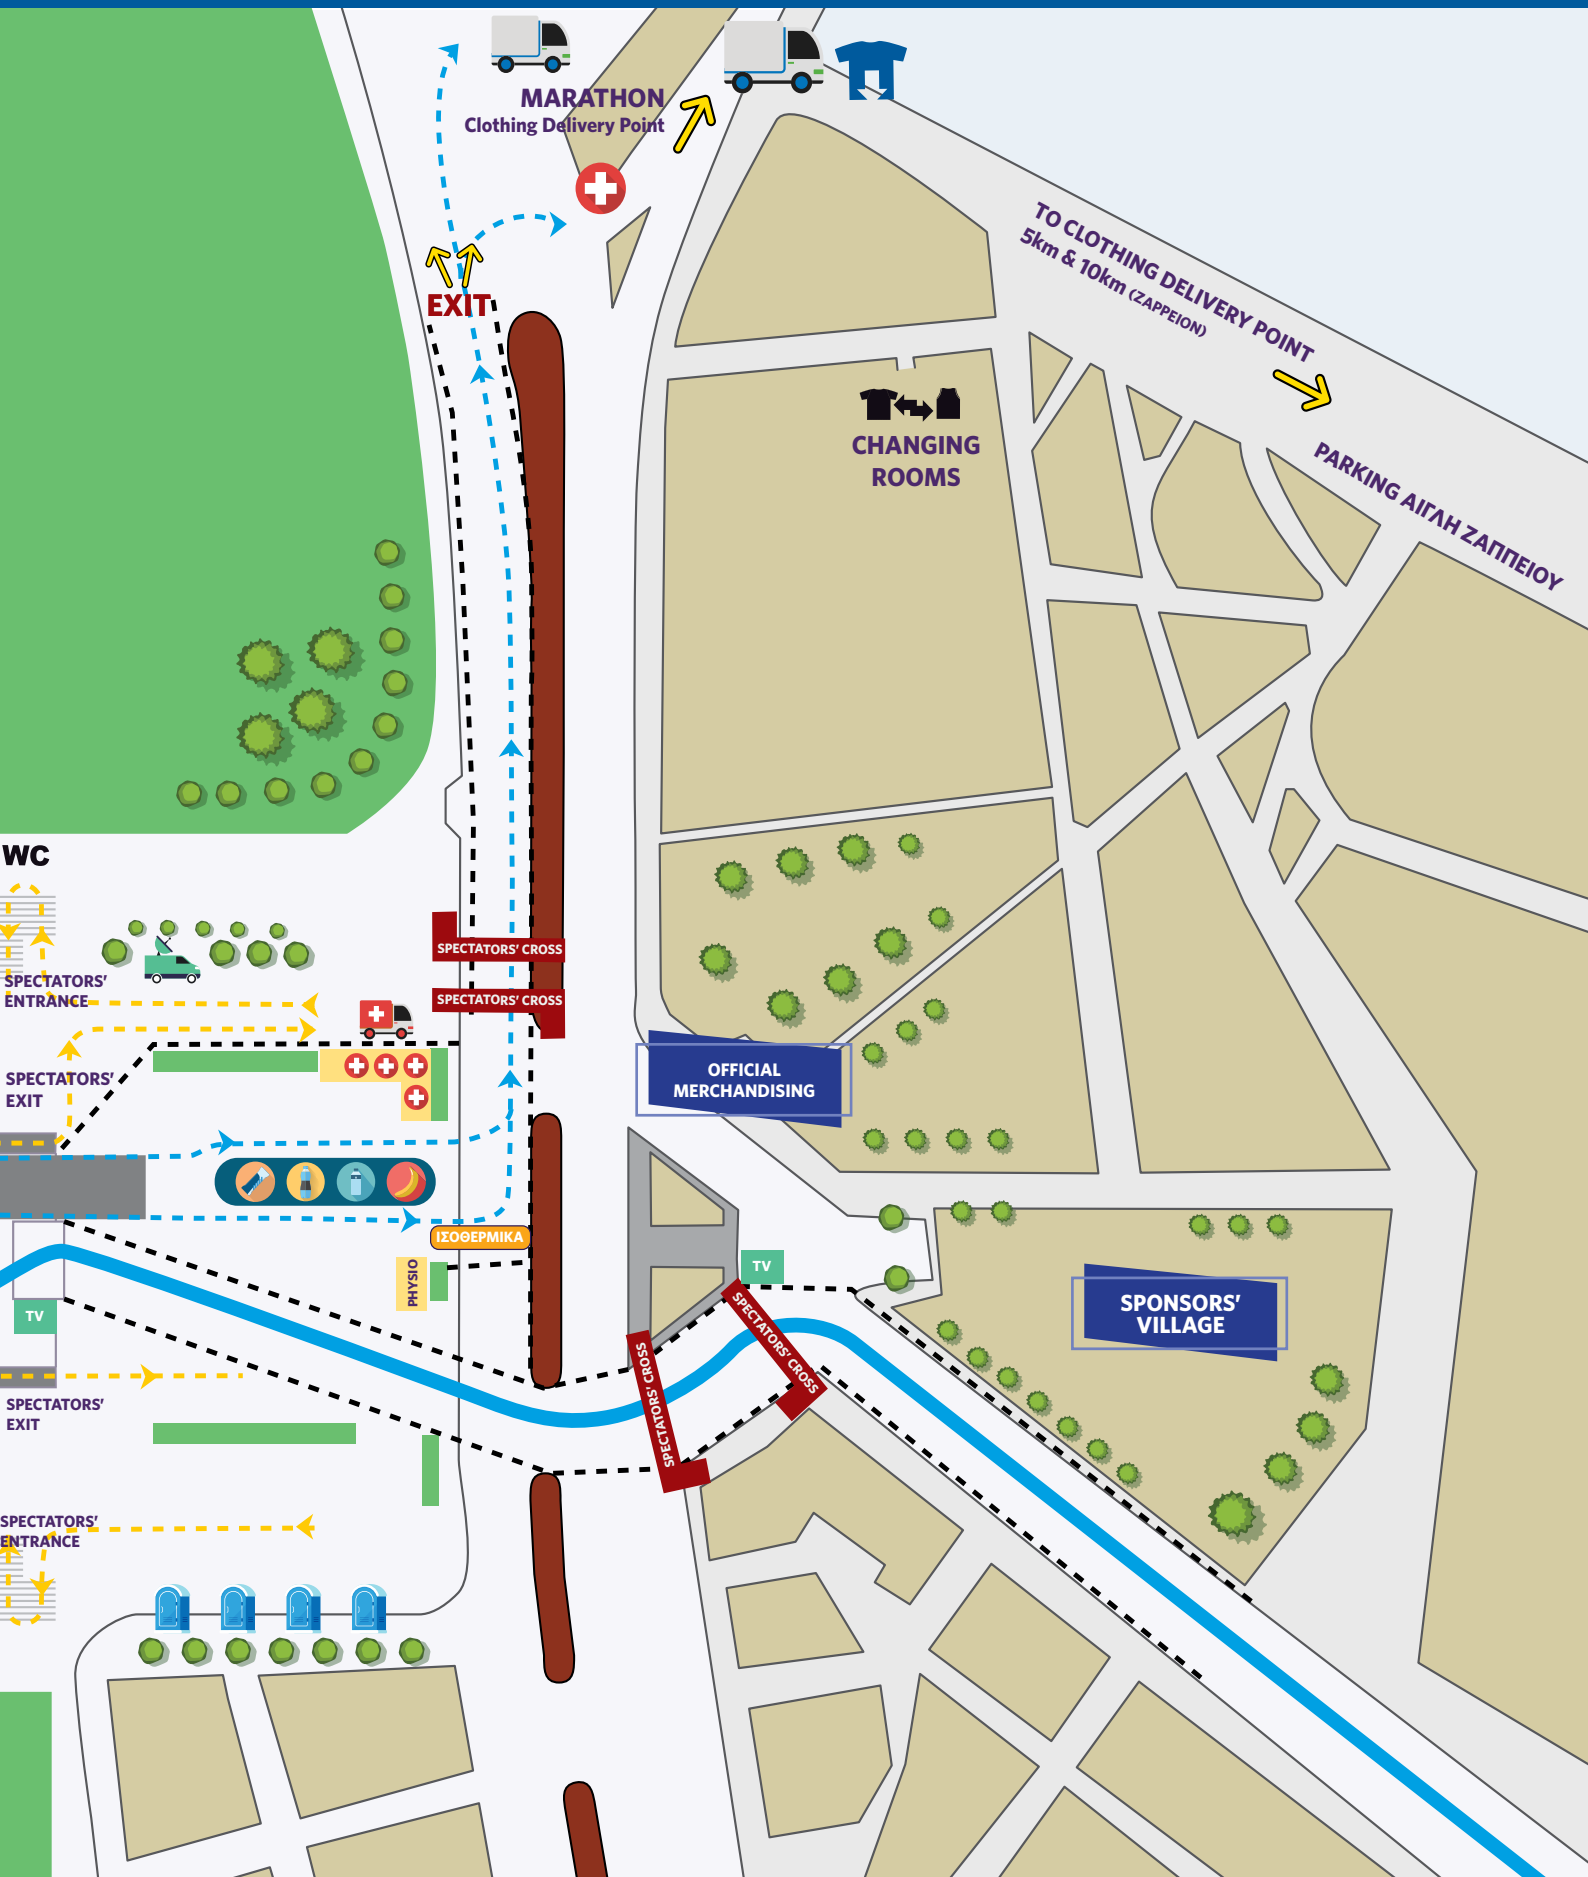 MARATHON
Clothing Delivery Point
EXIT
TO CLOTHING DELIVERY POINT
5km & 10km (ZAPPEION)
PARKING ΑΙΓΛΗ ΖΑΠΠΕΙΟΥ
CHANGING
ROOMS
WC
SPECTATORS' CROSS
SPECTATORS'
ENTRANCE
SPECTATORS' CROSS
SPECTATORS'
EXIT
OFFICIAL
MERCHANDISING
ΙΣΟΘΕΡΜΙΚΑ
PHYSIO
TV
TV
SPECTATORS' CROSS
SPECTATORS' CROSS
SPONSORS'
VILLAGE
SPECTATORS'
EXIT
SPECTATORS'
ENTRANCE